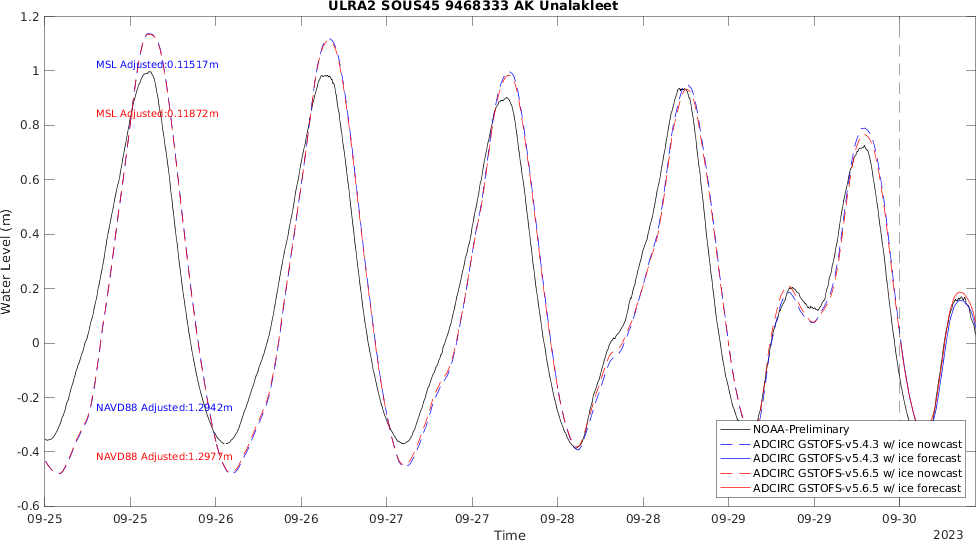 ULRA2 SOUS45 9468333 AK Unalakleet
1.2
1
0.8
0.6
0.4
0.2
0
-0.2
-0.4
-0.6
Water Level (m)
MSL Adjusted:0.11517m
MSL Adjusted:0.11872m
NAVD88 Adjusted:1.2942m
NAVD88 Adjusted:1.2977m
NOAA-Preliminary
ADCIRC GSTOFS-v5.4.3 w/ ice nowcast
ADCIRC GSTOFS-v5.4.3 w/ ice forecast
ADCIRC GSTOFS-v5.6.5 w/ ice nowcast
ADCIRC GSTOFS-v5.6.5 w/ ice forecast
09-25 09-25 09-26 09-26 09-27 09-27 09-28 09-28 09-29 09-29 09-30
Time
2023